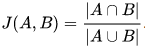 J(A, B) = |A ∩ B| / |A ∪ B|.